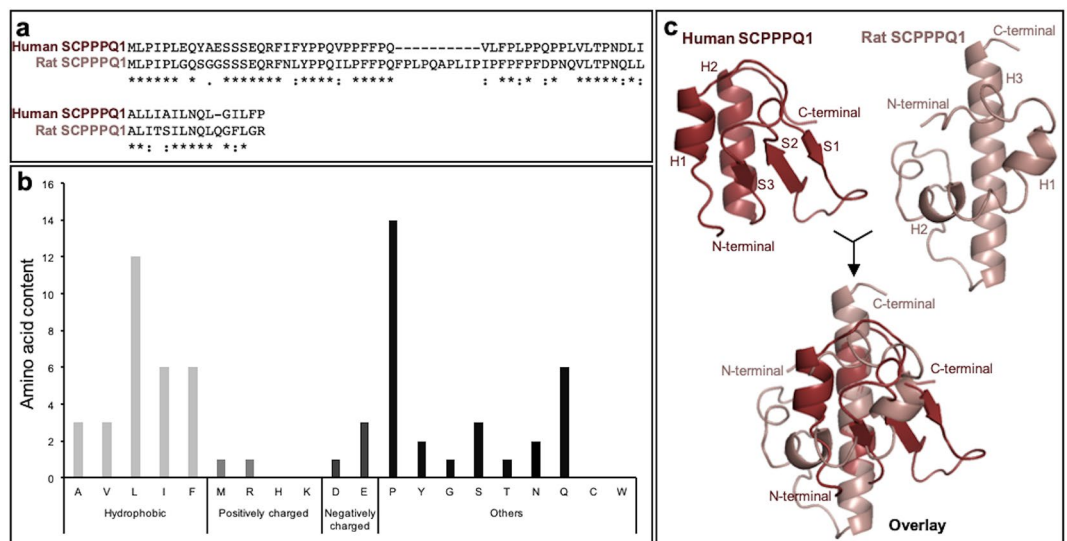 a
Human SCPPPQ1 MLPIPLEQYAESSSEQRFIFYPPQVPPFFPQ----------VLFPLPPQPPLVLTPNDLI
Rat SCPPPQ1 MLPIPLGQSGGSSSEQRFNLYPPQILPFFPQFPLPQAPLIPIPFPFPFDPNQVLTPNQLL
****** * . ******* :****: ***** : **:* :*  *****:*:
Human SCPPPQ1 ALLIAILNQL-GILFP
Rat SCPPPQ1 ALITSILNQLQGFLGR
**: :***** *:*
b
Amino acid content
16
14
12
10
8
6
4
2
0
A V L I F M R H K D E P Y G S T N Q C W
Hydrophobic Positively charged Negatively charged Others
c
Human SCPPPQ1 Rat SCPPPQ1
C-terminal
H2 H3
N-terminal
C-terminal
S2 S1
H1 H1
S3
H2
N-terminal
C-terminal
N-terminal C-terminal
N-terminal
Overlay